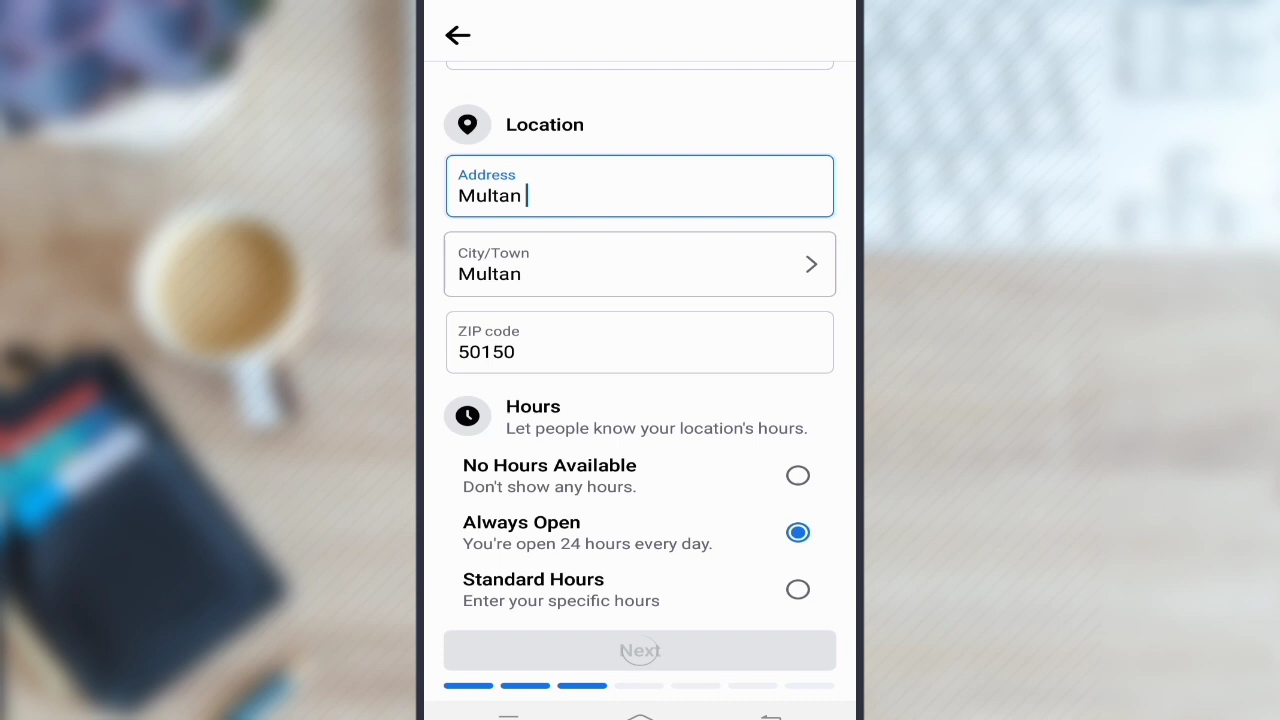 Location
Address
Multan
City/Town
Multan
ZIP code
50150
Hours
Let people know your location's hours.
No Hours Available
Don't show any hours.
Always Open
You're open 24 hours every day.
Standard Hours
Enter your specific hours
Next